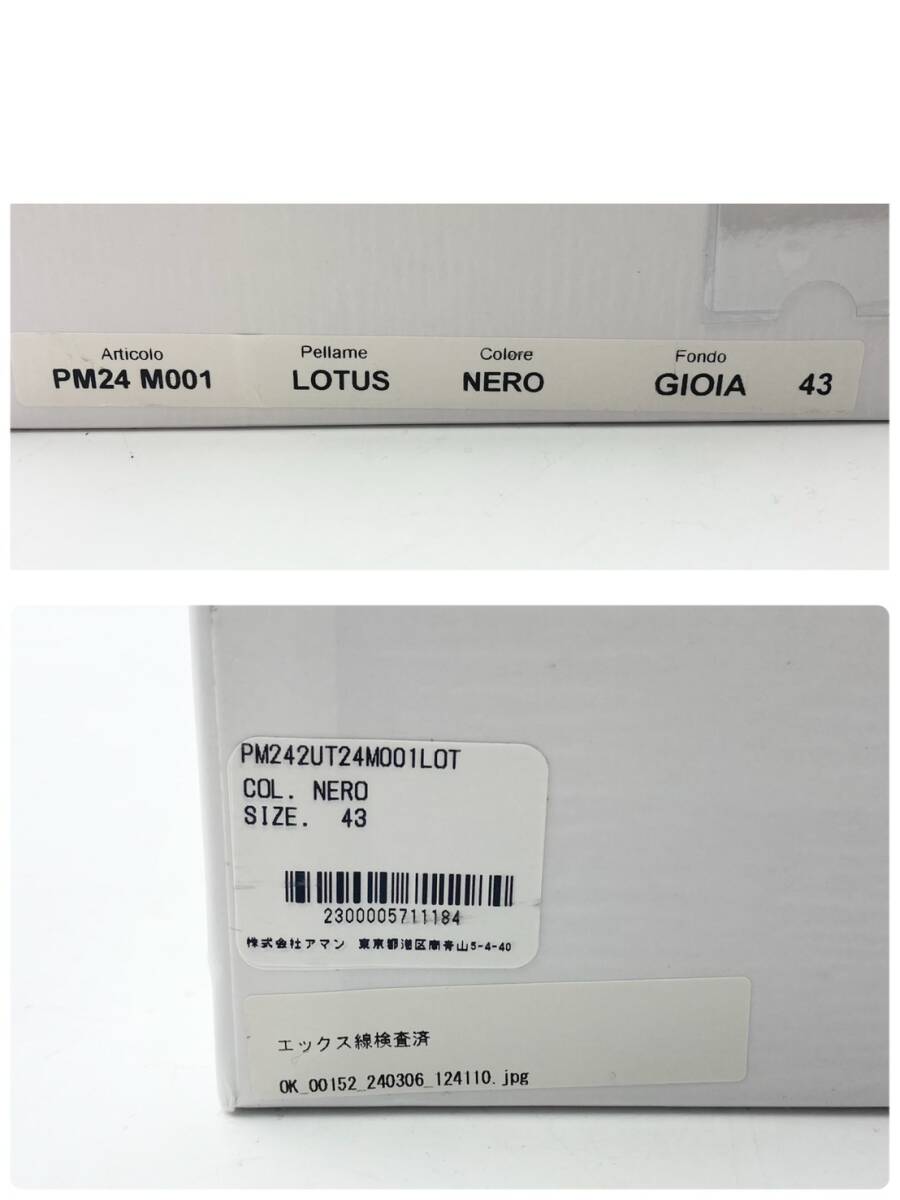 Articolo Pellame Colore Fondo
PM24 M001 LOTUS NERO GIOIA 43
PM242UT24M001LOT
COL. NERO
SIZE. 43
2300005711184
株式会社アマン 東京都港区南青山5-4-40
エックス線検査済
OK_00152_240306_124110.jpg